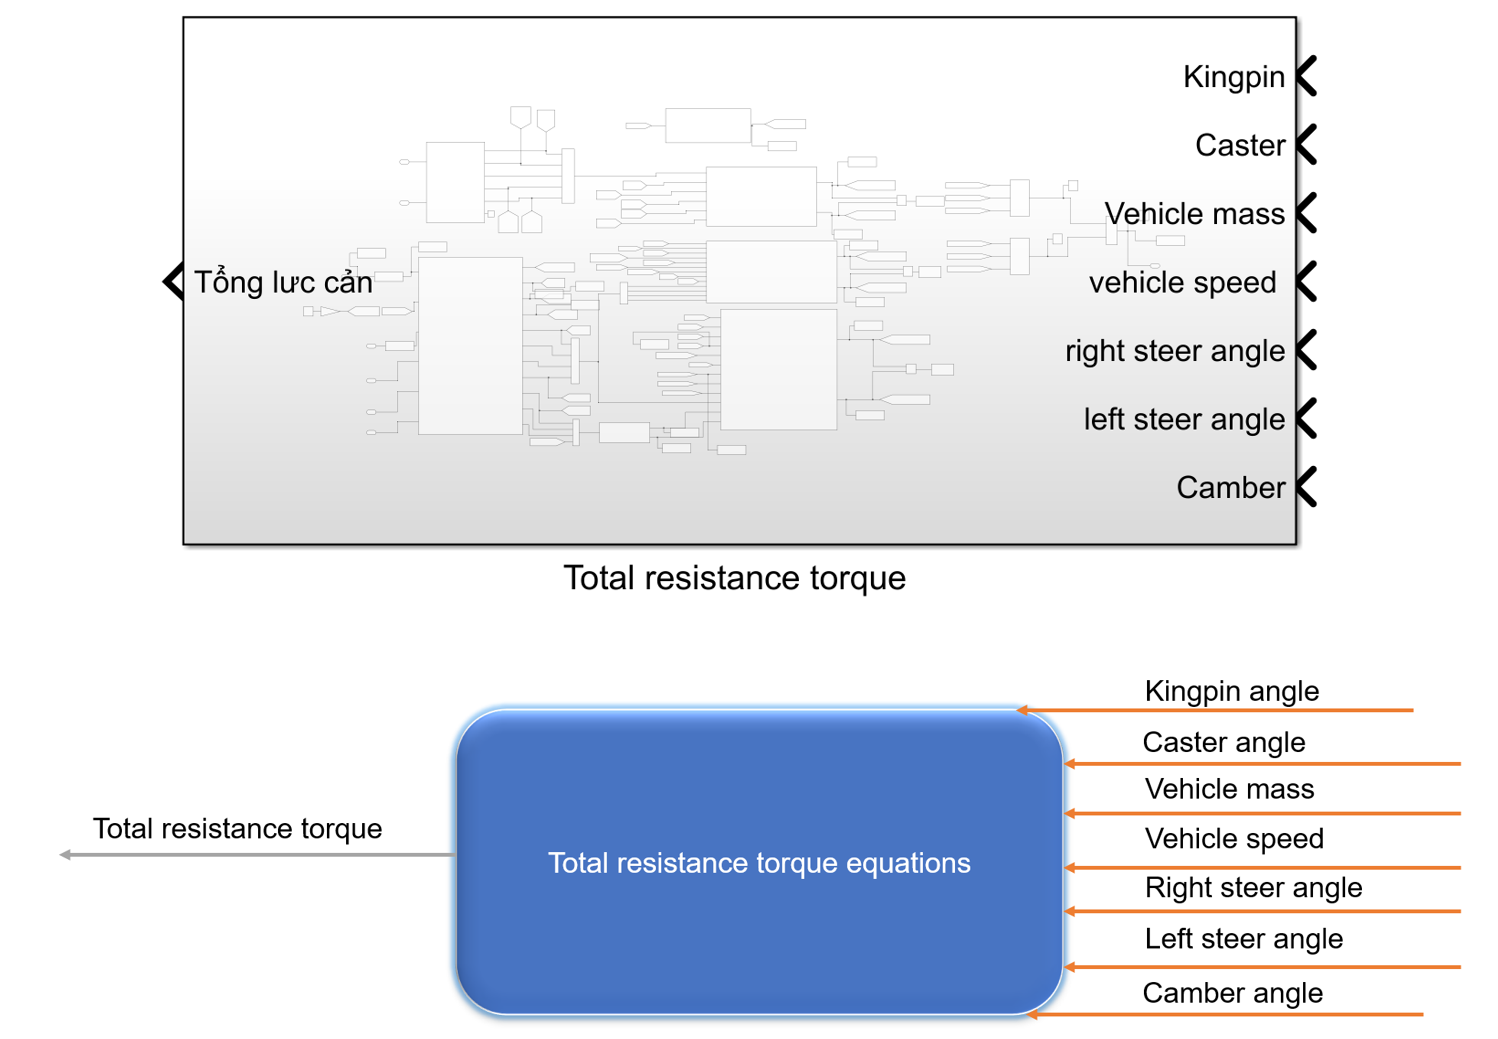 Kingpin
Caster
Vehicle mass
Tổng lưc cản
vehicle speed
right steer angle
left steer angle
Camber
Total resistance torque
Kingpin angle
Caster angle
Vehicle mass
Vehicle speed
Total resistance torque
Total resistance torque equations
Right steer angle
Left steer angle
Camber angle